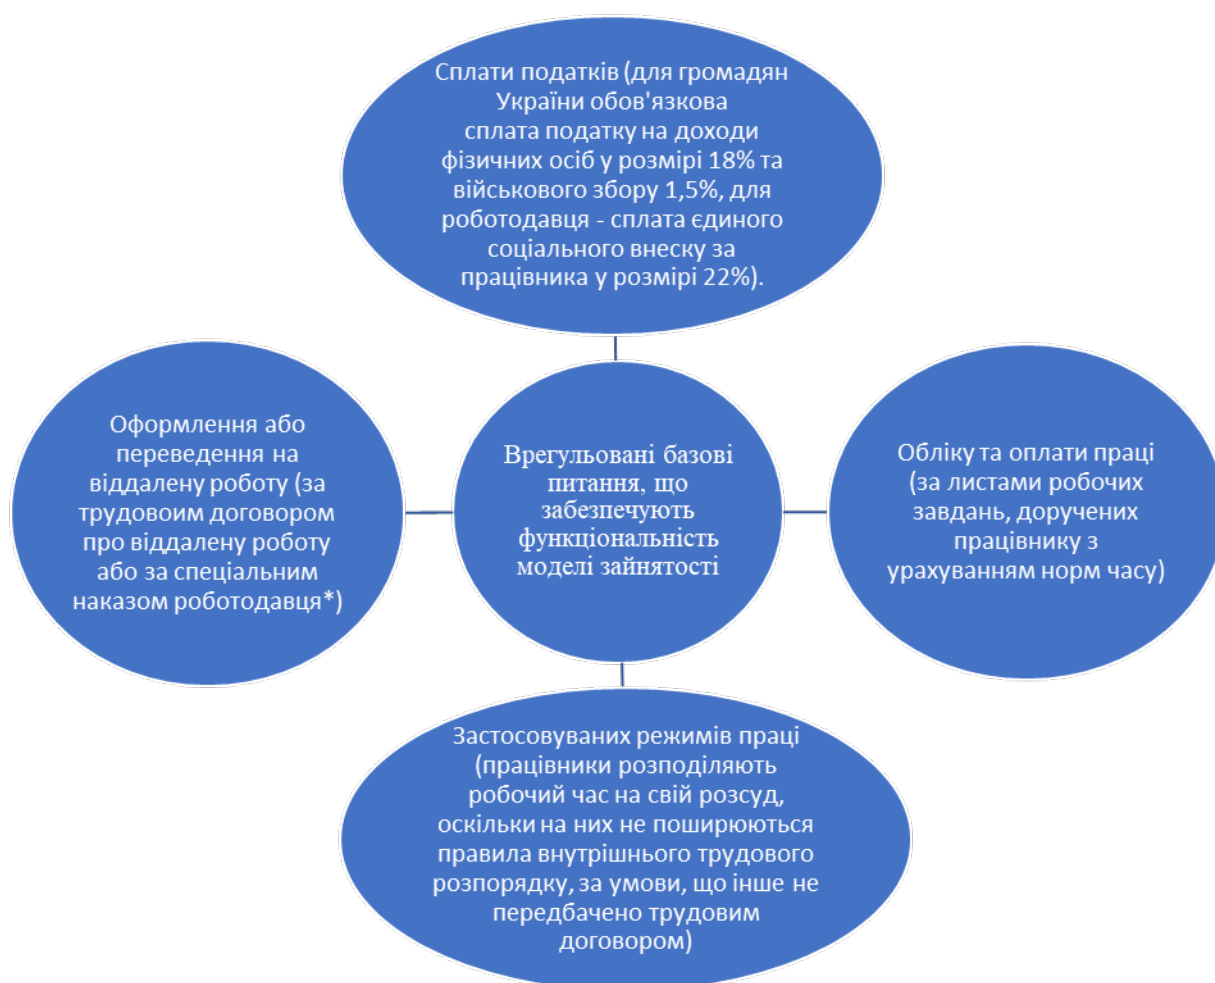 Сплати податків (для громадян
України обов'язкова
сплата податку на доходи
фізичних осіб у розмірі 18% та
військового збору 1,5%, для
роботодавця - сплата єдиного
соціального внеску за
працівника у розмірі 22%).
Оформлення або
переведення на
віддалену роботу (за
трудовоим договором
про віддалену роботу
або за спеціальним
наказом роботодавця*)
Врегульовані базові
питання, що
забезпечують
функціональність
моделі зайнятості
Обліку та оплати праці
(за листами робочих
завдань, доручених
працівнику з
урахуванням норм часу)
Застосовуваних режимів праці
(працівники розподіляють
робочий час на свій розсуд,
оскільки на них не поширюються
правила внутрішнього трудового
розпорядку, за умови, що інше не
передбачено трудовим
договором)